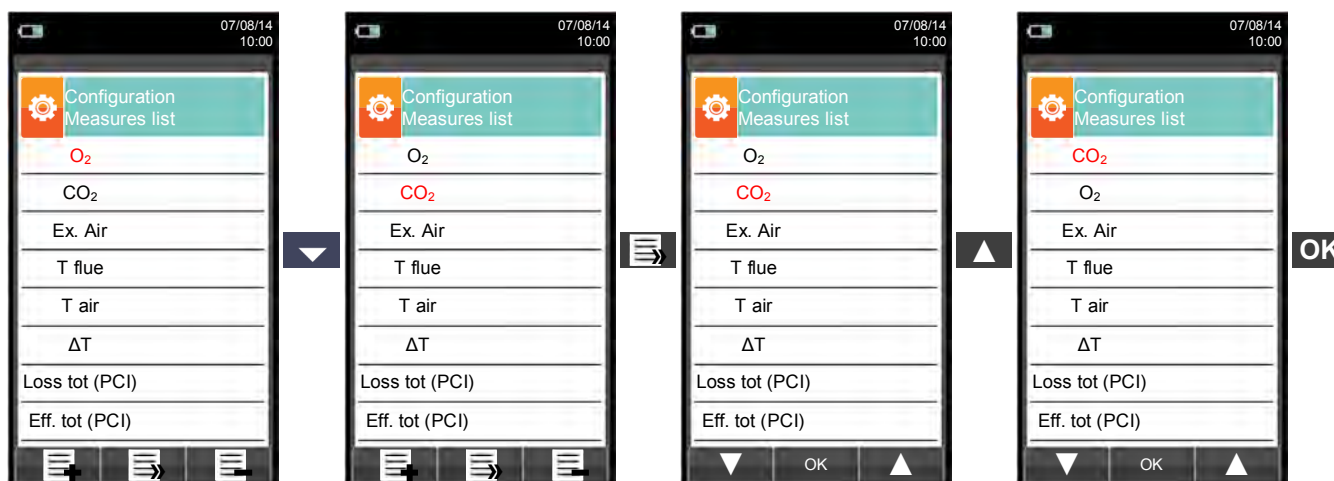 07/08/14
10:00
Configuration
Measures list
O₂
CO₂
Ex. Air
T flue
T air
ΔT
Loss tot (PCI)
Eff. tot (PCI)
07/08/14
10:00
Configuration
Measures list
O₂
CO₂
Ex. Air
T flue
T air
ΔT
Loss tot (PCI)
Eff. tot (PCI)
07/08/14
10:00
Configuration
Measures list
O₂
CO₂
Ex. Air
T flue
T air
ΔT
Loss tot (PCI)
Eff. tot (PCI)
OK
07/08/14
10:00
Configuration
Measures list
CO₂
O₂
Ex. Air
T flue
T air
ΔT
Loss tot (PCI)
Eff. tot (PCI)
OK
OK